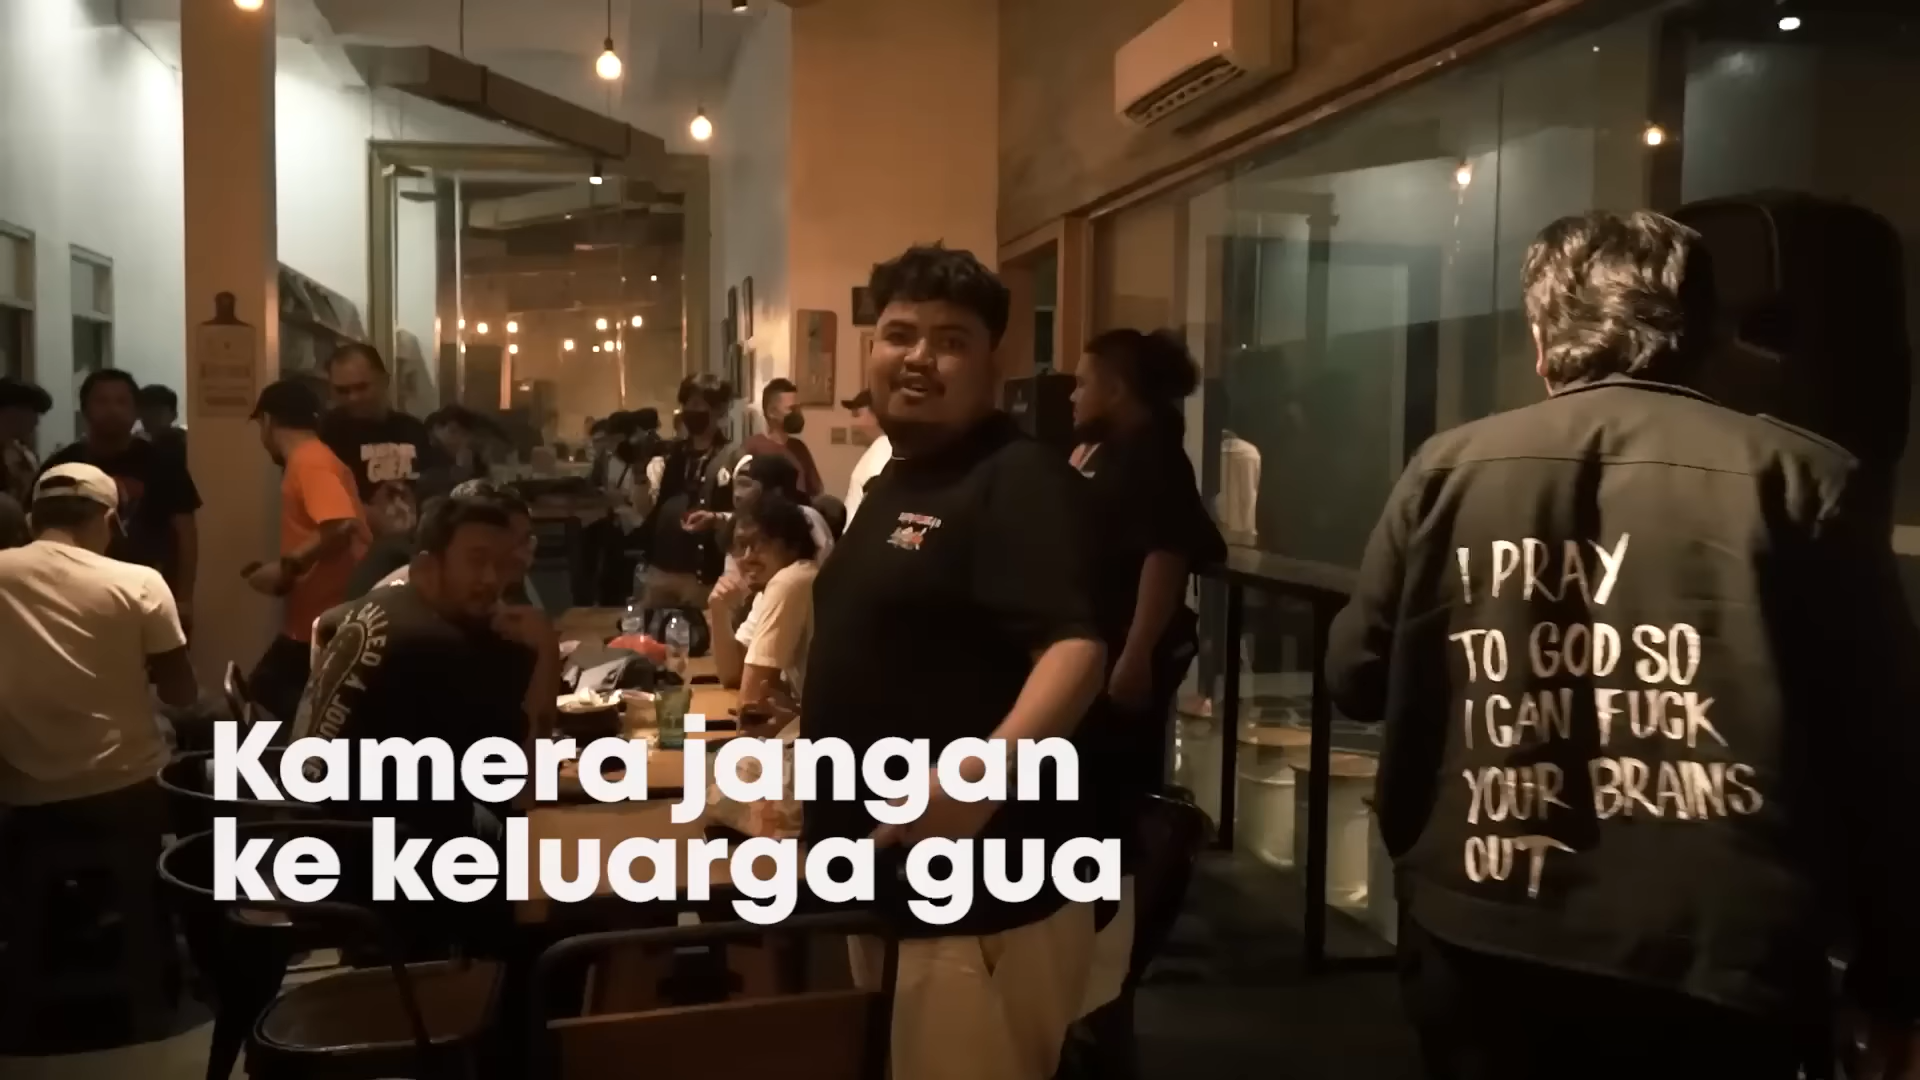 Kamera jangan
ke keluarga gua
I PRAY
TO GOD SO
I CAN FUCK
YOUR BRAINS
OUT